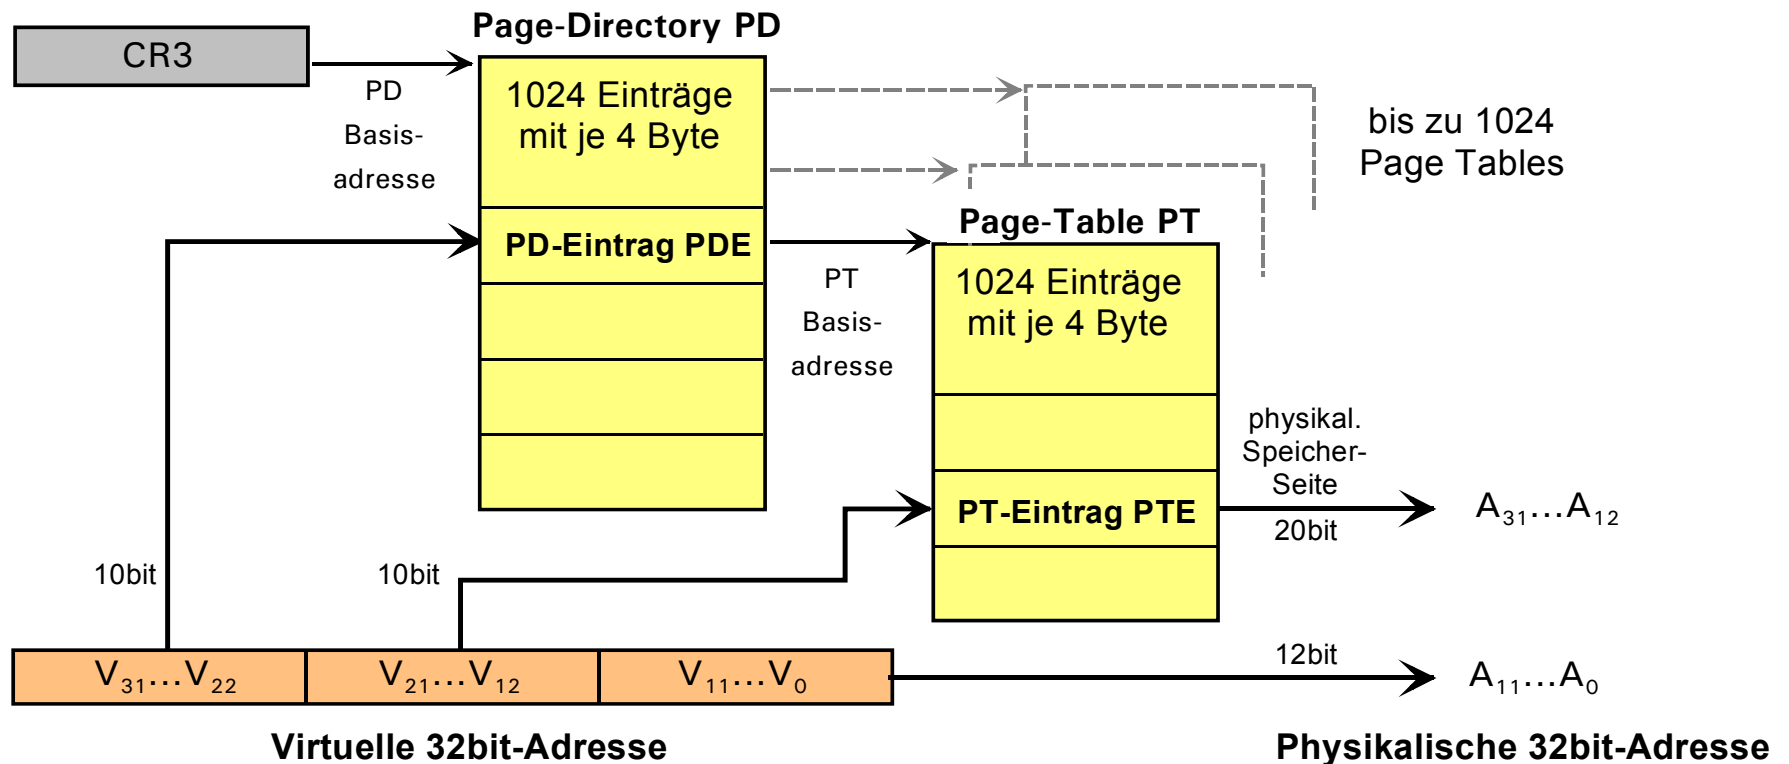 Page-Directory PD
CR3
PD
Basis-
adresse
1024 Einträge
mit je 4 Byte
bis zu 1024
Page Tables
PD-Eintrag PDE
Page-Table PT
PT
Basis-
adresse
1024 Einträge
mit je 4 Byte
physikal.
Speicher-
Seite
20bit
PT-Eintrag PTE
A31...A12
10bit
10bit
V31...V22
V21...V12
V11...V0
12bit
A11...A0
Virtuelle 32bit-Adresse
Physikalische 32bit-Adresse